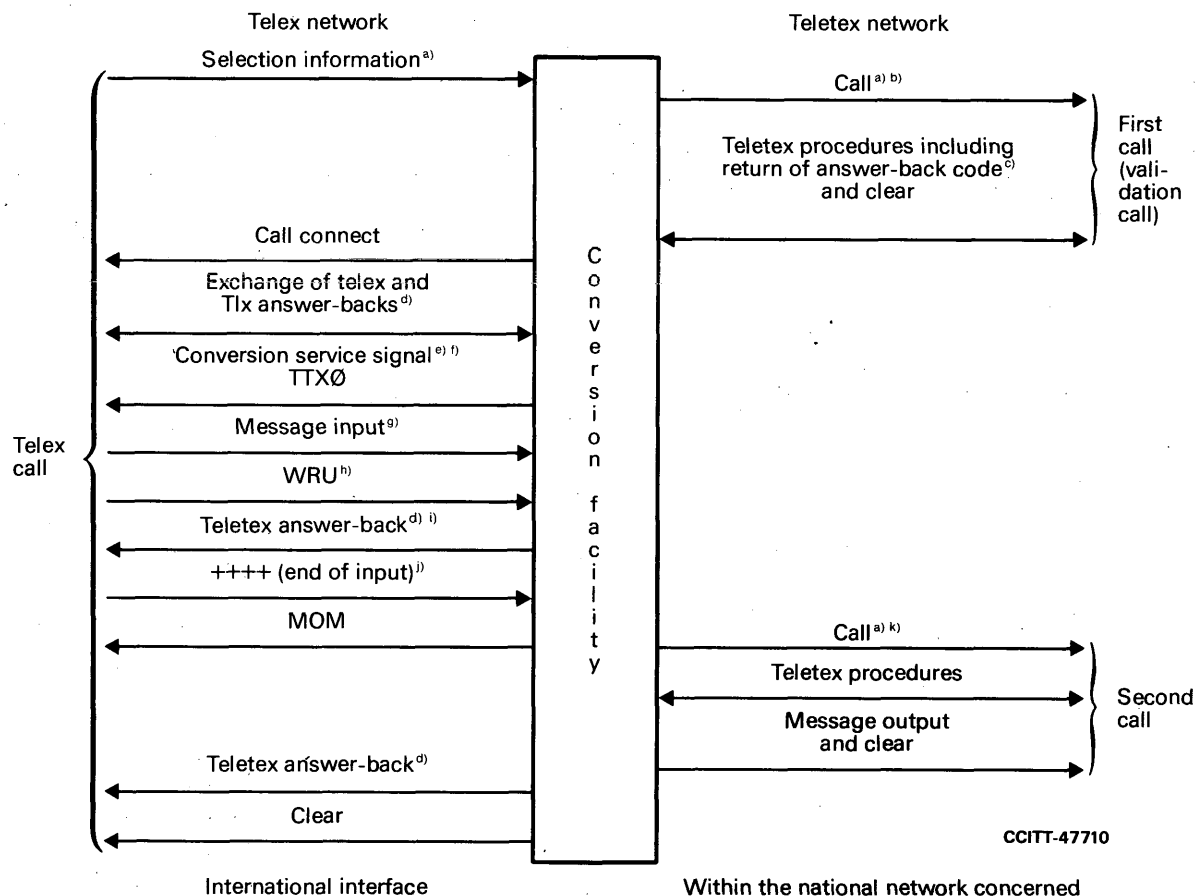 Telex network
Teletex network
Selection information a)
Call a) b)
First
call
(vali-
dation
call)
Teletex procedures including
return of answer-back code c)
and clear
Call connect
Exchange of telex and
Tlx answer-backs d)
Conversion service signal e) f)
TTXØ
Message input g)
Telex
call
WRU h)
Teletex answer-back d) i)
++++ (end of input) j)
MOM
Conversion facility
Call a) k)
Teletex procedures
Second
call
Message output
and clear
Teletex answer-back d)
Clear
CCITT-47710
International interface
Within the national network concerned